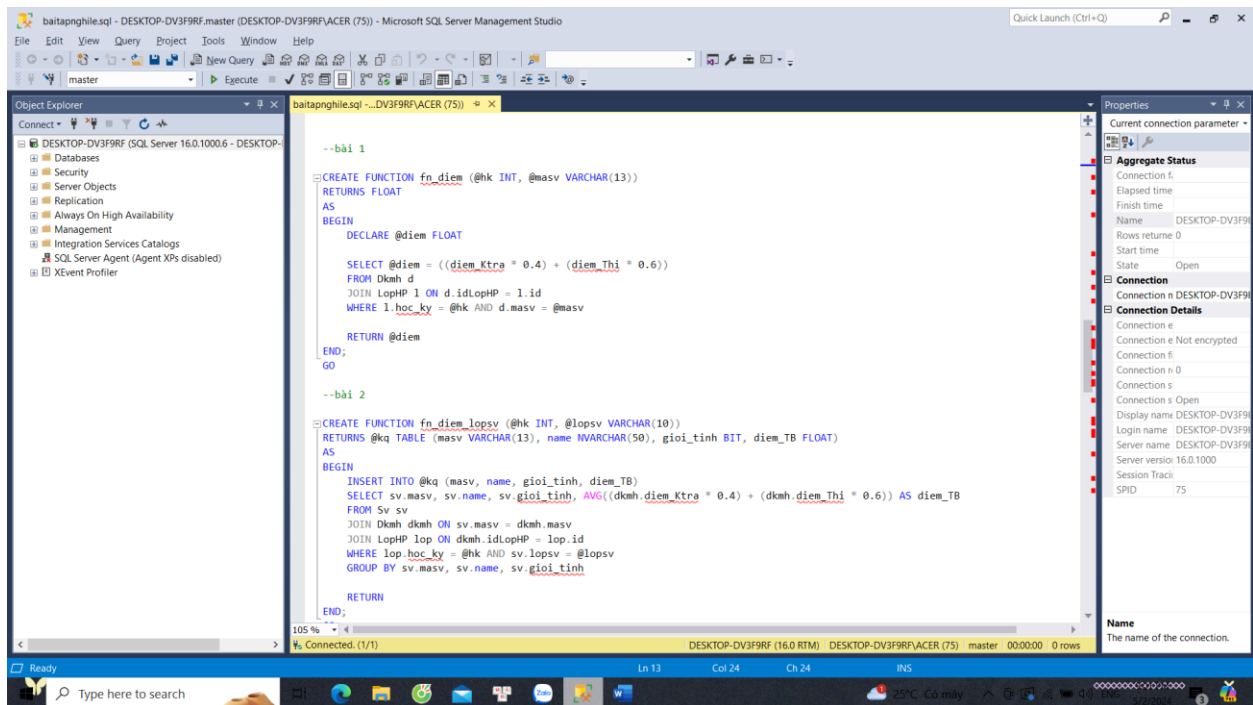 baitapnghile.sql - DESKTOP-DV3F9RF.master (DESKTOP-DV3F9RF\ACER (75)) - Microsoft SQL Server Management Studio
Quick Launch (Ctrl+Q)
File Edit View Query Project Tools Window Help
New Query
master
Execute
Object Explorer
Connect
DESKTOP-DV3F9RF (SQL Server 16.0.1000.6 - DESKTOP-
Databases
Security
Server Objects
Replication
Always On High Availability
Management
Integration Services Catalogs
SQL Server Agent (Agent XPs disabled)
XEvent Profiler
baitapnghile.sql -...DV3F9RF\ACER (75))
--bài 1
CREATE FUNCTION fn_diem (@hk INT, @masv VARCHAR(13))
RETURNS FLOAT
AS
BEGIN
DECLARE @diem FLOAT
SELECT @diem = ((diem_Ktra * 0.4) + (diem_Thi * 0.6))
FROM Dkmh d
JOIN LopHP l ON d.idLopHP = l.id
WHERE l.hoc_ky = @hk AND d.masv = @masv
RETURN @diem
END;
GO
--bài 2
CREATE FUNCTION fn_diem_lopsv (@hk INT, @lopsv VARCHAR(10))
RETURNS @kq TABLE (masv VARCHAR(13), name NVARCHAR(50), gioi_tinh BIT, diem_TB FLOAT)
AS
BEGIN
INSERT INTO @kq (masv, name, gioi_tinh, diem_TB)
SELECT sv.masv, sv.name, sv.gioi_tinh, AVG((dkmh.diem_Ktra * 0.4) + (dkmh.diem_Thi * 0.6)) AS diem_TB
FROM Sv sv
JOIN Dkmh dkmh ON sv.masv = dkmh.masv
JOIN LopHP lop ON dkmh.idLopHP = lop.id
WHERE lop.hoc_ky = @hk AND sv.lopsv = @lopsv
GROUP BY sv.masv, sv.name, sv.gioi_tinh
RETURN
END;
105 %
Connected. (1/1)
DESKTOP-DV3F9RF (16.0 RTM) DESKTOP-DV3F9RF\ACER (75) master 00:00:00 0 rows
Properties
Current connection parameter
Aggregate Status
Connection f
Elapsed time
Finish time
Name DESKTOP-DV3F9
Rows returne 0
Start time
State Open
Connection
Connection n DESKTOP-DV3F9
Connection Details
Connection e
Connection e Not encrypted
Connection fi
Connection r 0
Connection s
Connection s Open
Display name DESKTOP-DV3F9
Login name DESKTOP-DV3F9
Server name DESKTOP-DV3F9
Server versio 16.0.1000
Session Traci
SPID 75
Name
The name of the connection.
Ready
Ln 13 Col 24 Ch 24 INS
Type here to search
Zalo
25°C Có mây
ENG
5/2/2024
3